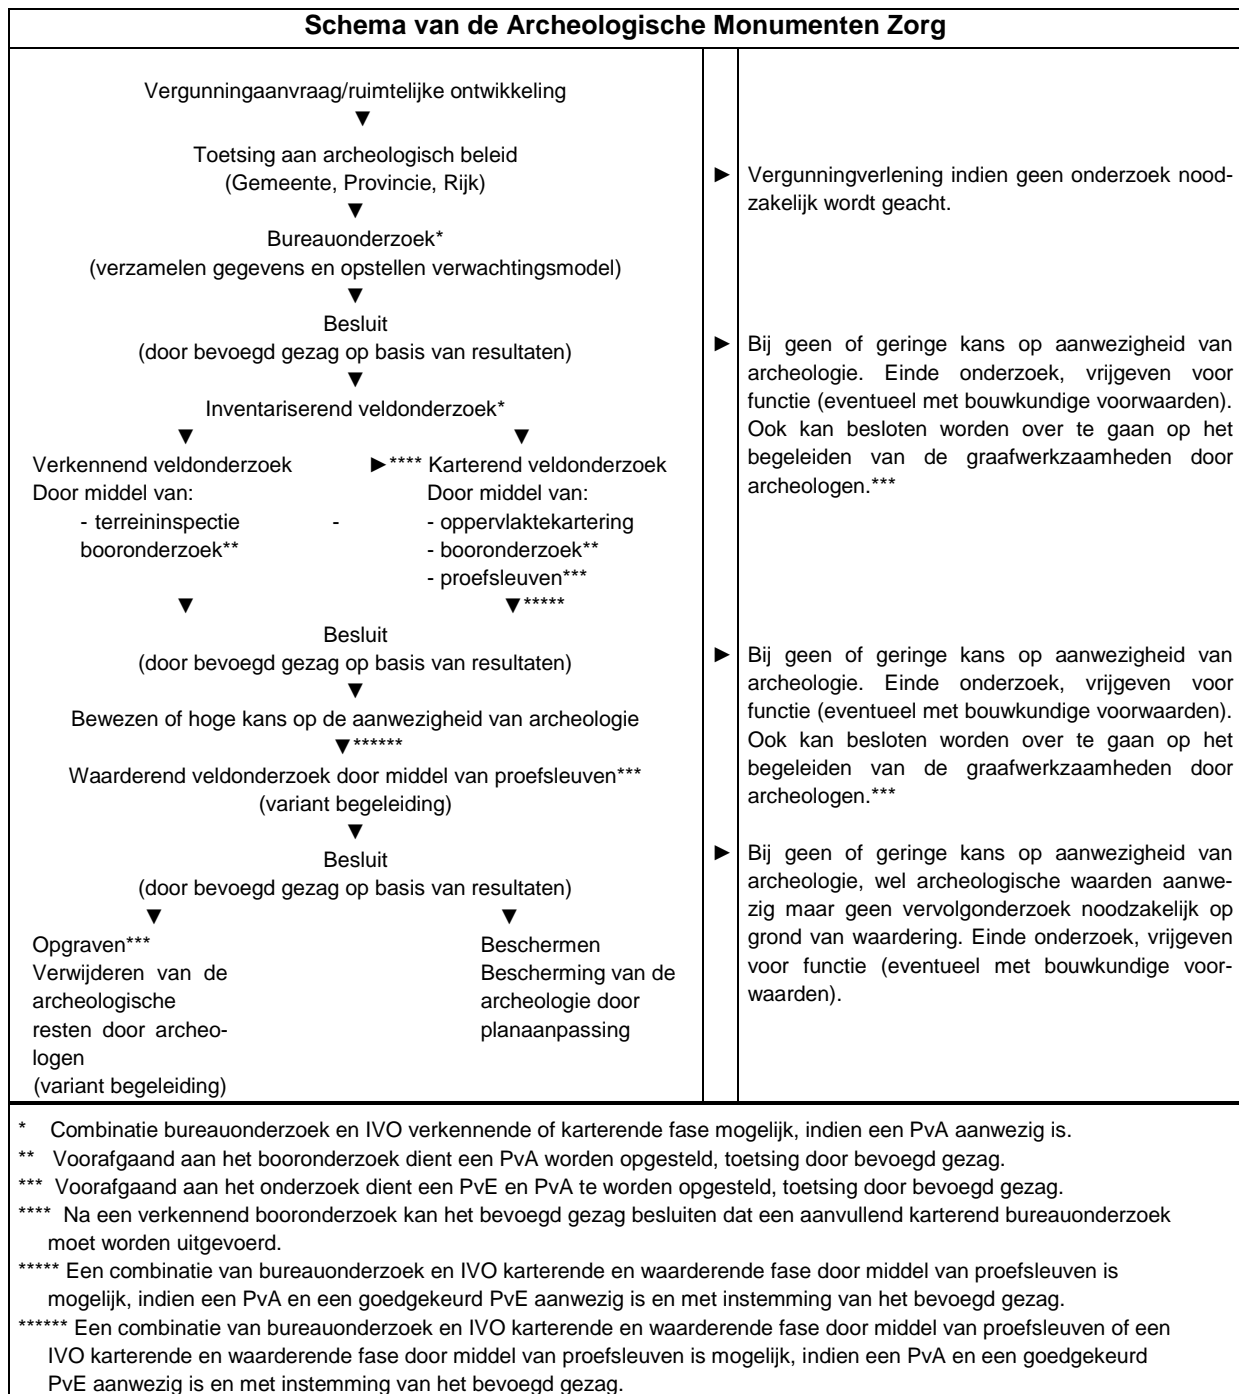 Schema van de Archeologische Monumenten Zorg
Vergunningaanvraag/ruimtelijke ontwikkeling
▼
Toetsing aan archeologisch beleid
(Gemeente, Provincie, Rijk)
▼
Bureauonderzoek*
(verzamelen gegevens en opstellen verwachtingsmodel)
▼
Besluit
(door bevoegd gezag op basis van resultaten)
▼
Inventariserend veldonderzoek*
▼ ▼
Verkennend veldonderzoek ►**** Karterend veldonderzoek
Door middel van: Door middel van:
- terreininspectie - - oppervlaktekartering
booronderzoek** - booronderzoek**
- proefsleuven***
▼ ▼*****
Besluit
(door bevoegd gezag op basis van resultaten)
▼
Bewezen of hoge kans op de aanwezigheid van archeologie
▼******
Waarderend veldonderzoek door middel van proefsleuven***
(variant begeleiding)
▼
Besluit
(door bevoegd gezag op basis van resultaten)
▼ ▼
Opgraven*** Beschermen
Verwijderen van de Bescherming van de
archeologische archeologie door
resten door archeo- planaanpassing
logen
(variant begeleiding)
► Vergunningverlening indien geen onderzoek nood-
zakelijk wordt geacht.
► Bij geen of geringe kans op aanwezigheid van
archeologie. Einde onderzoek, vrijgeven voor
functie (eventueel met bouwkundige voorwaarden).
Ook kan besloten worden over te gaan op het
begeleiden van de graafwerkzaamheden door
archeologen.***
► Bij geen of geringe kans op aanwezigheid van
archeologie. Einde onderzoek, vrijgeven voor
functie (eventueel met bouwkundige voorwaarden).
Ook kan besloten worden over te gaan op het
begeleiden van de graafwerkzaamheden door
archeologen.***
► Bij geen of geringe kans op aanwezigheid van
archeologie, wel archeologische waarden aanwe-
zig maar geen vervolgonderzoek noodzakelijk op
grond van waardering. Einde onderzoek, vrijgeven
voor functie (eventueel met bouwkundige voor-
waarden).
* Combinatie bureauonderzoek en IVO verkennende of karterende fase mogelijk, indien een PvA aanwezig is.
** Voorafgaand aan het booronderzoek dient een PvA worden opgesteld, toetsing door bevoegd gezag.
*** Voorafgaand aan het onderzoek dient een PvE en PvA te worden opgesteld, toetsing door bevoegd gezag.
**** Na een verkennend booronderzoek kan het bevoegd gezag besluiten dat een aanvullend karterend bureauonderzoek
moet worden uitgevoerd.
***** Een combinatie van bureauonderzoek en IVO karterende en waarderende fase door middel van proefsleuven is
mogelijk, indien een PvA en een goedgekeurd PvE aanwezig is en met instemming van het bevoegd gezag.
****** Een combinatie van bureauonderzoek en IVO karterende en waarderende fase door middel van proefsleuven of een
IVO karterende en waarderende fase door middel van proefsleuven is mogelijk, indien een PvA en een goedgekeurd
PvE aanwezig is en met instemming van het bevoegd gezag.